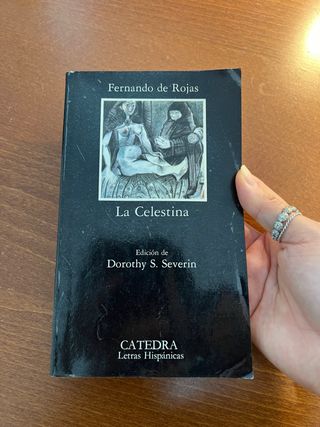 Fernando de Rojas
La Celestina
Edición de
Dorothy S. Severin
CATEDRA
Letras Hispánicas